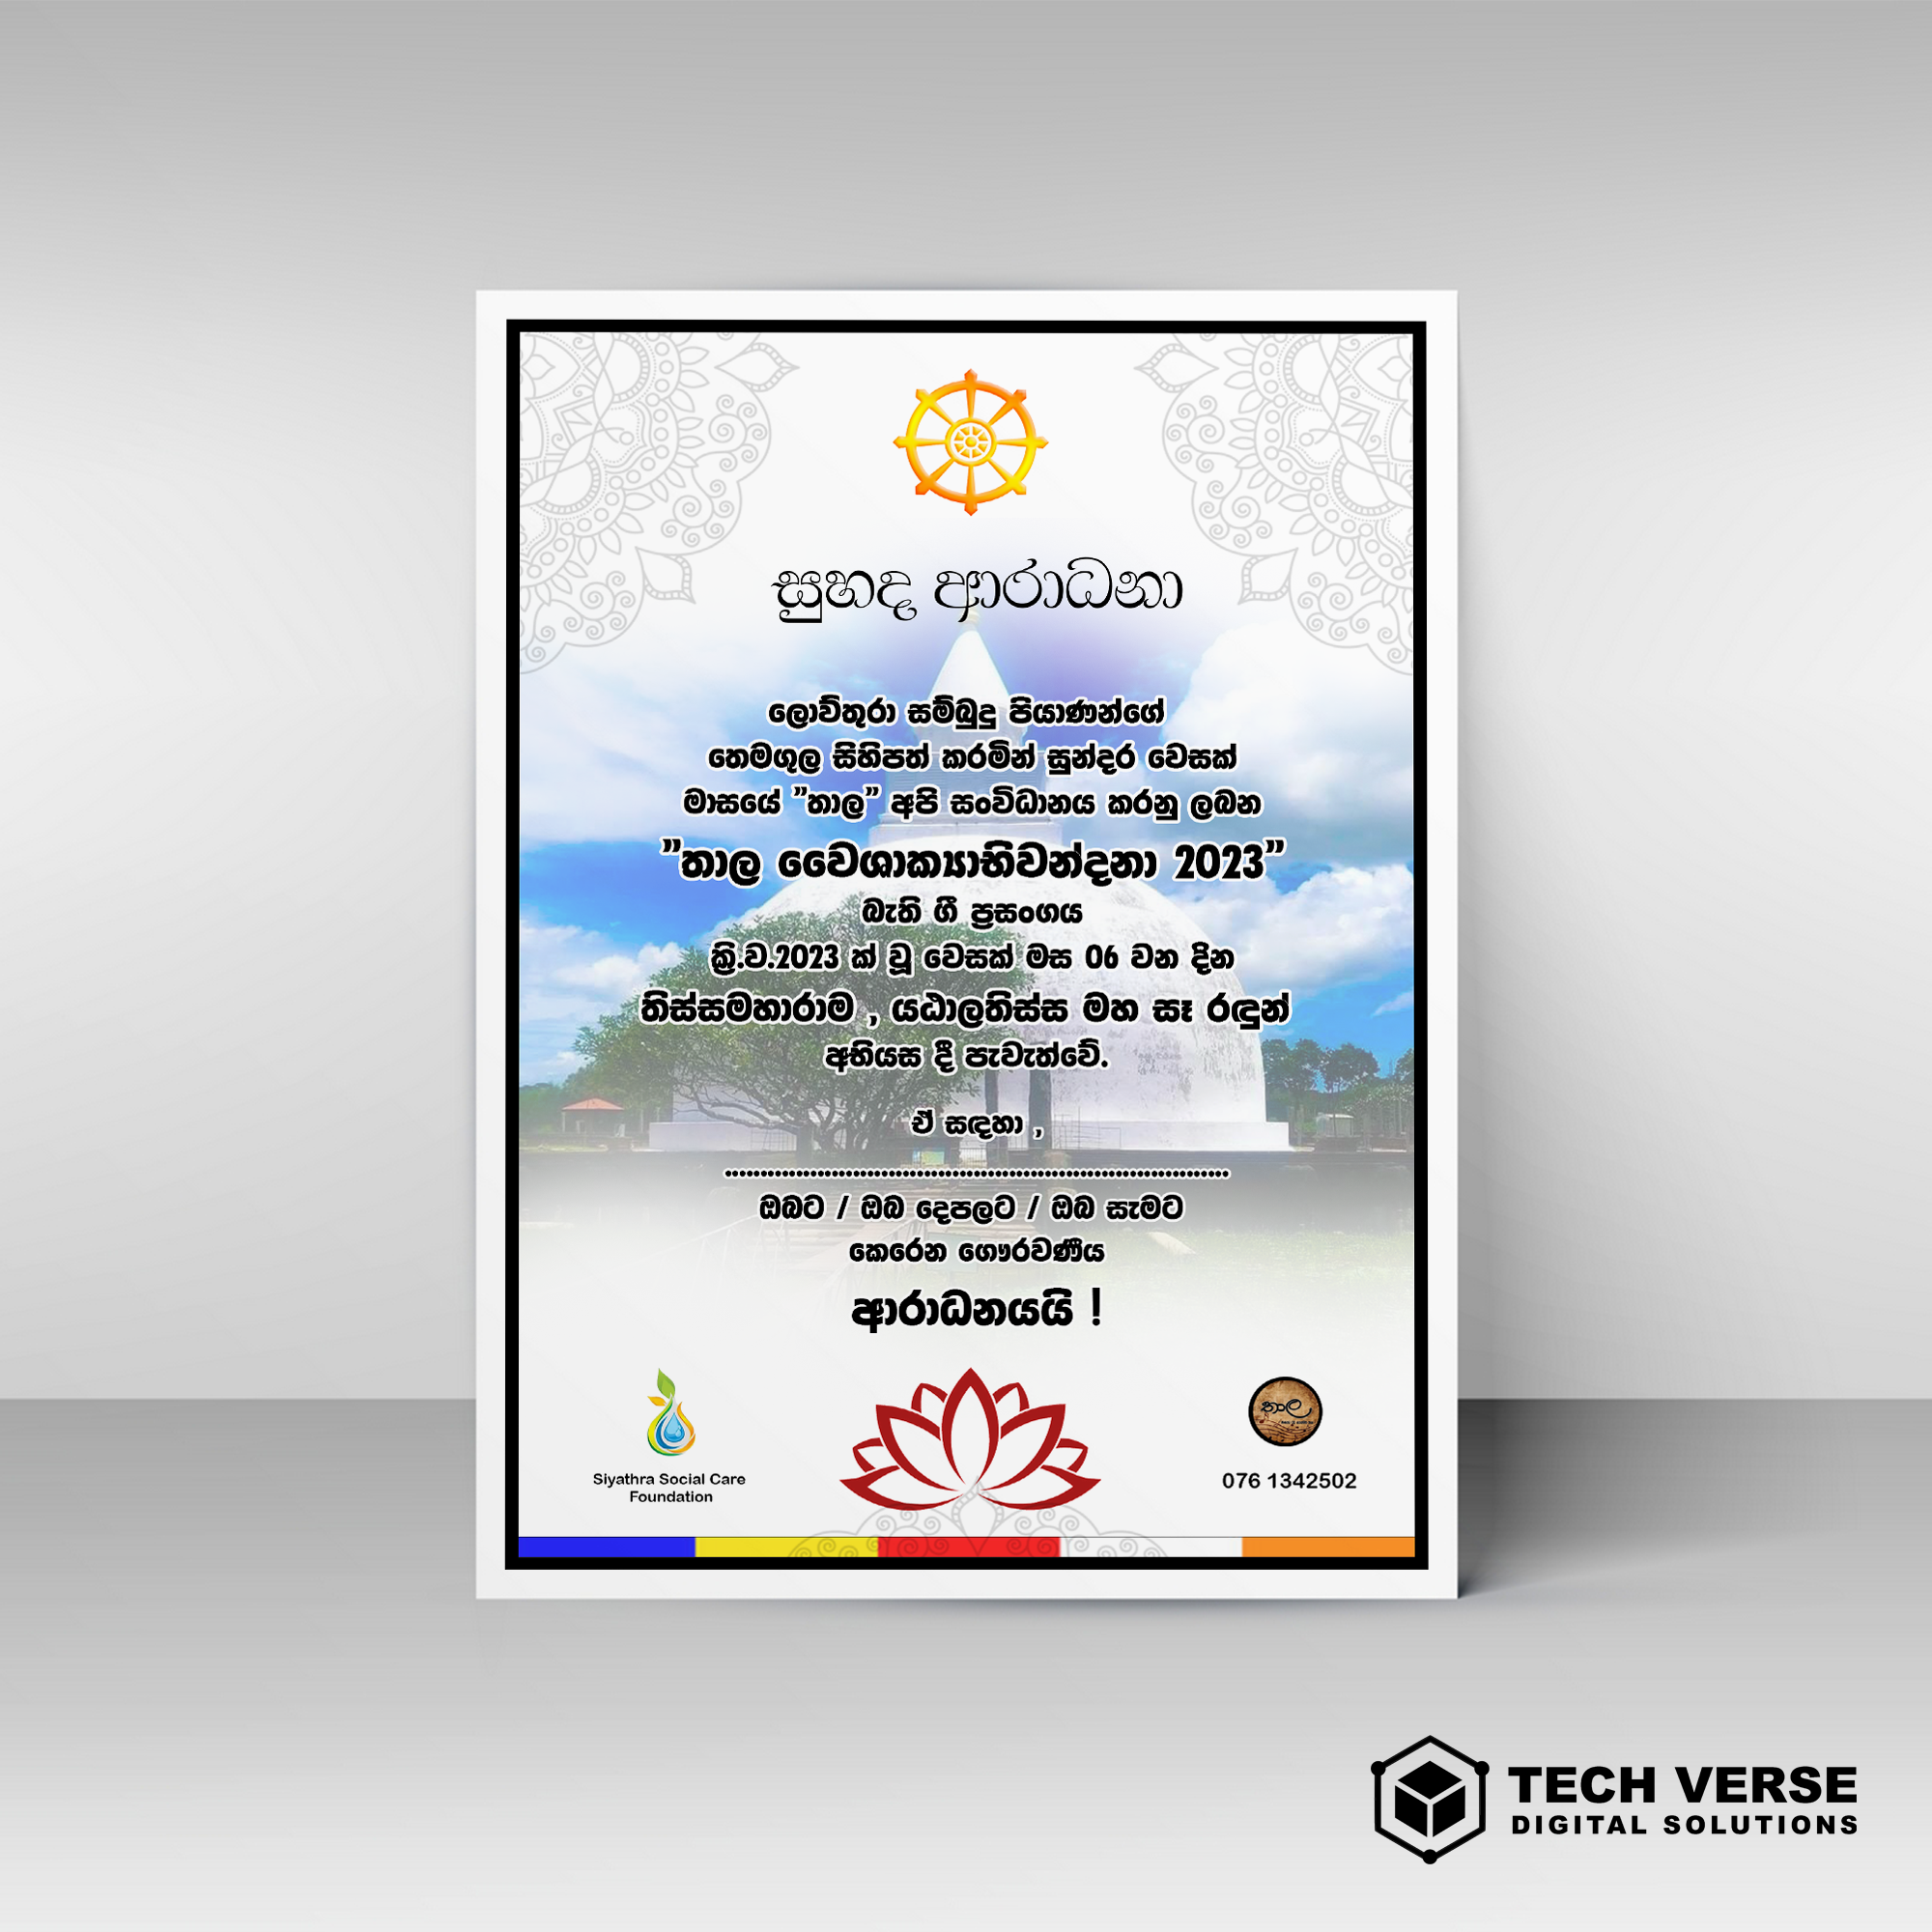 සුහද ආරාධනා
ලොව්තුරා සම්බුදු පියාණන්ගේ
තෙමගුල සිහිපත් කරමින් සුන්දර වෙසක්
මාසයේ ”තාල” අපි සංවිධානය කරනු ලබන
”තාල වෛශාක්‍යාභිවන්දනා 2023”
බැති ගී ප්‍රසංගය
ක්‍රි.ව.2023 ක් වූ වෙසක් මස 06 වන දින
තිස්සමහාරාම , යඨාලතිස්ස මහ සෑ රඳුන්
අභියස දී පැවැත්වේ.
ඒ සඳහා ,
........................................................................
ඔබට / ඔබ දෙපලට / ඔබ සැමට
කෙරෙන ගෞරවණීය
ආරාධනයයි !
තාල
Siyathra Social Care
Foundation
076 1342502
TECH VERSE
DIGITAL SOLUTIONS